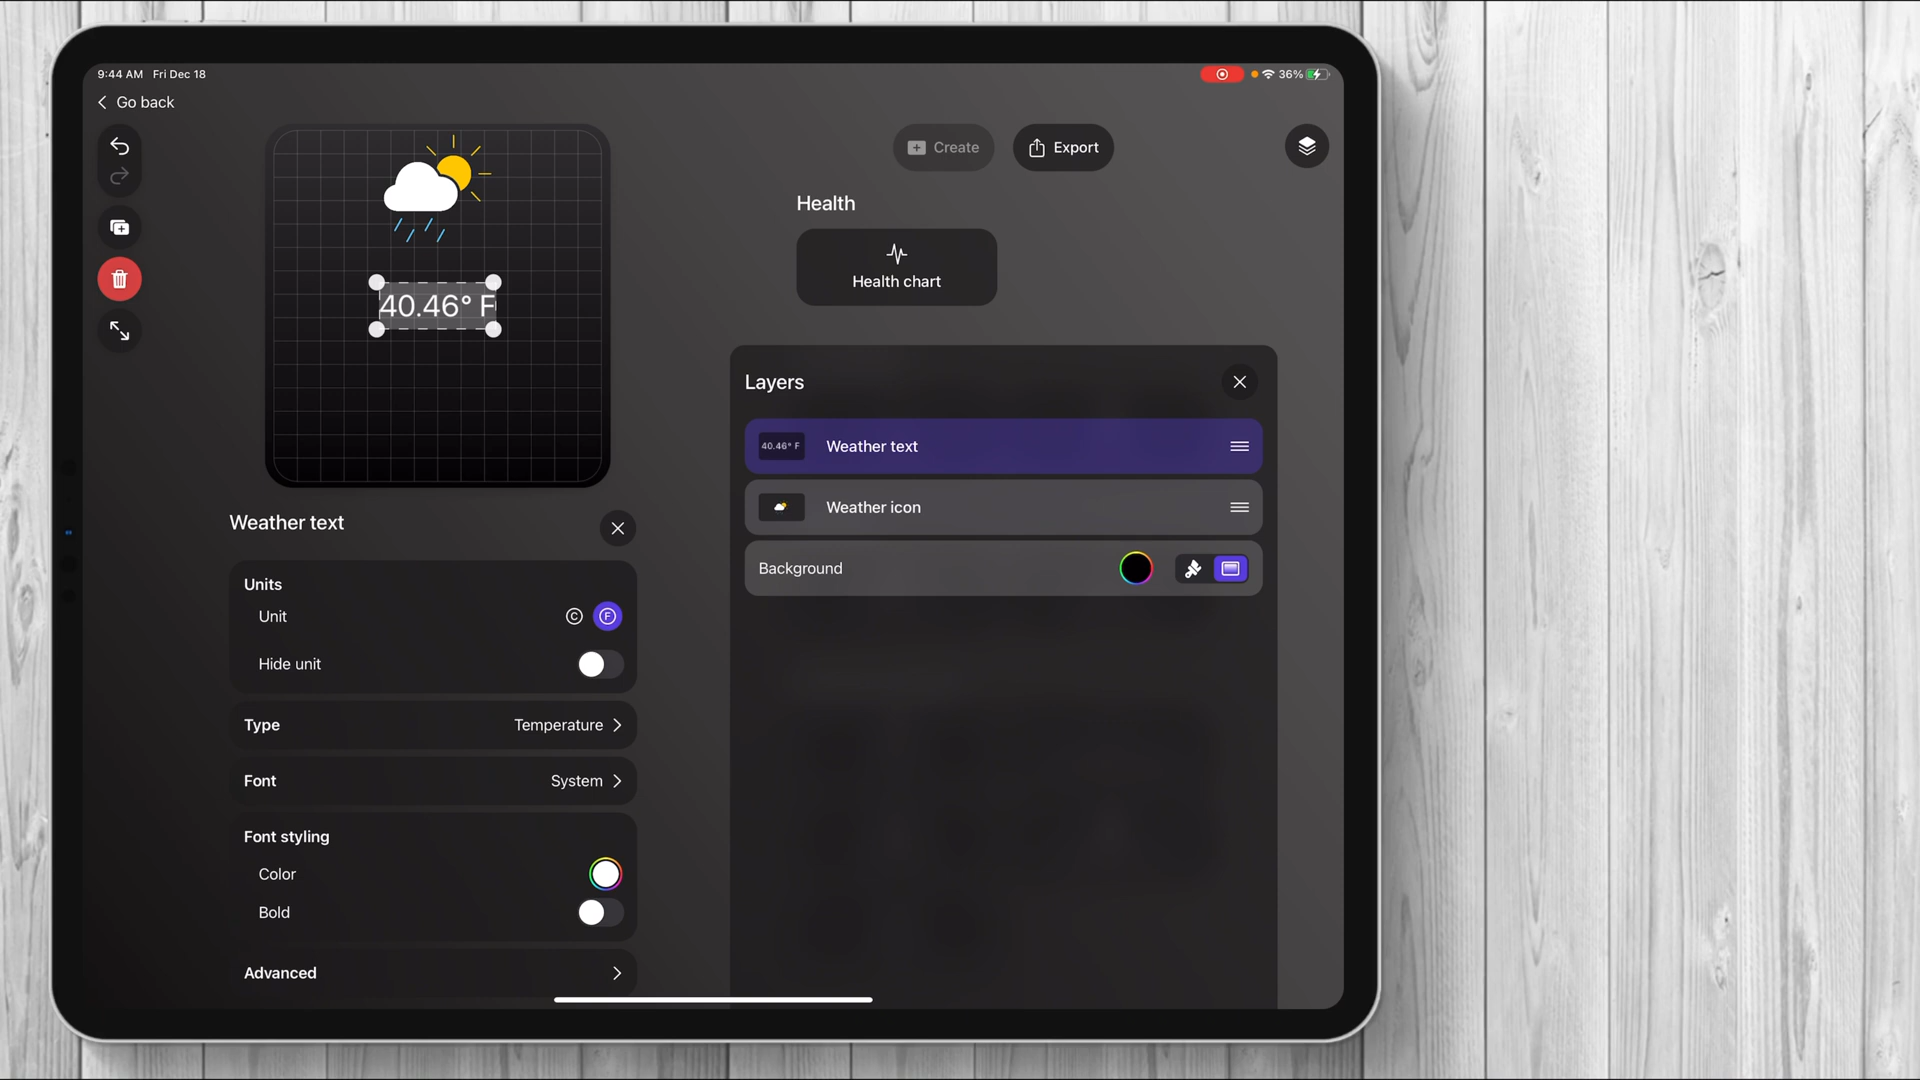 9:44 AM Fri Dec 18
36%
Go back
Create
Export
Health
Health chart
40.46° F
Layers
40.46° F
Weather text
Weather icon
Background
Weather text
Units
Unit
C
F
Hide unit
Type
Temperature
Font
System
Font styling
Color
Bold
Advanced